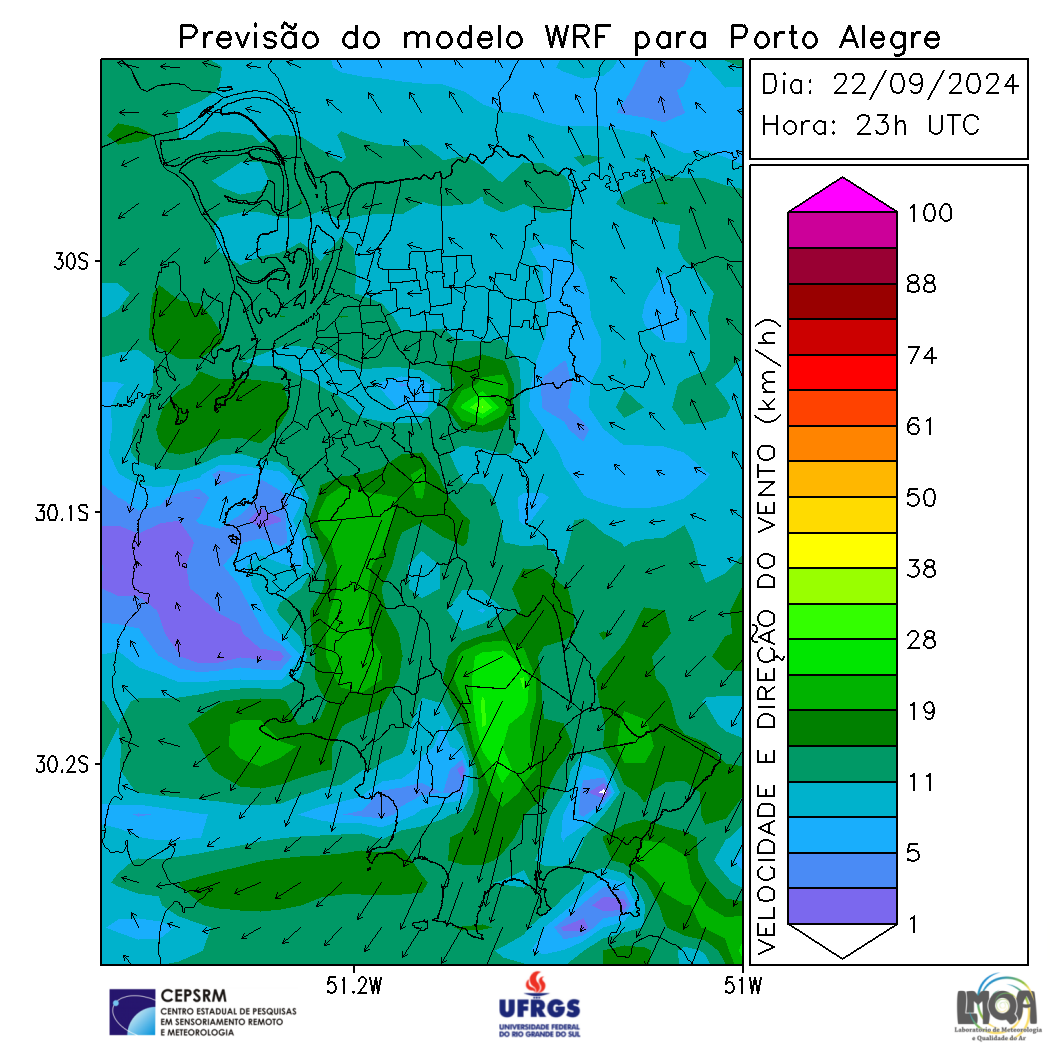 Previsão do modelo WRF para Porto Alegre
Dia: 22/09/2024
Hora: 23h UTC
VELOCIDADE E DIREÇÃO DO VENTO (km/h)
100
88
74
61
50
38
28
19
11
5
1
30S
30.1S
30.2S
51.2W
51W
CEPSRM
CENTRO ESTADUAL DE PESQUISAS
EM SENSORIAMENTO REMOTO
E METEOROLOGIA
UFRGS
UNIVERSIDADE FEDERAL
DO RIO GRANDE DO SUL
LMQA
Laboratório de Meteorologia
e Qualidade do Ar